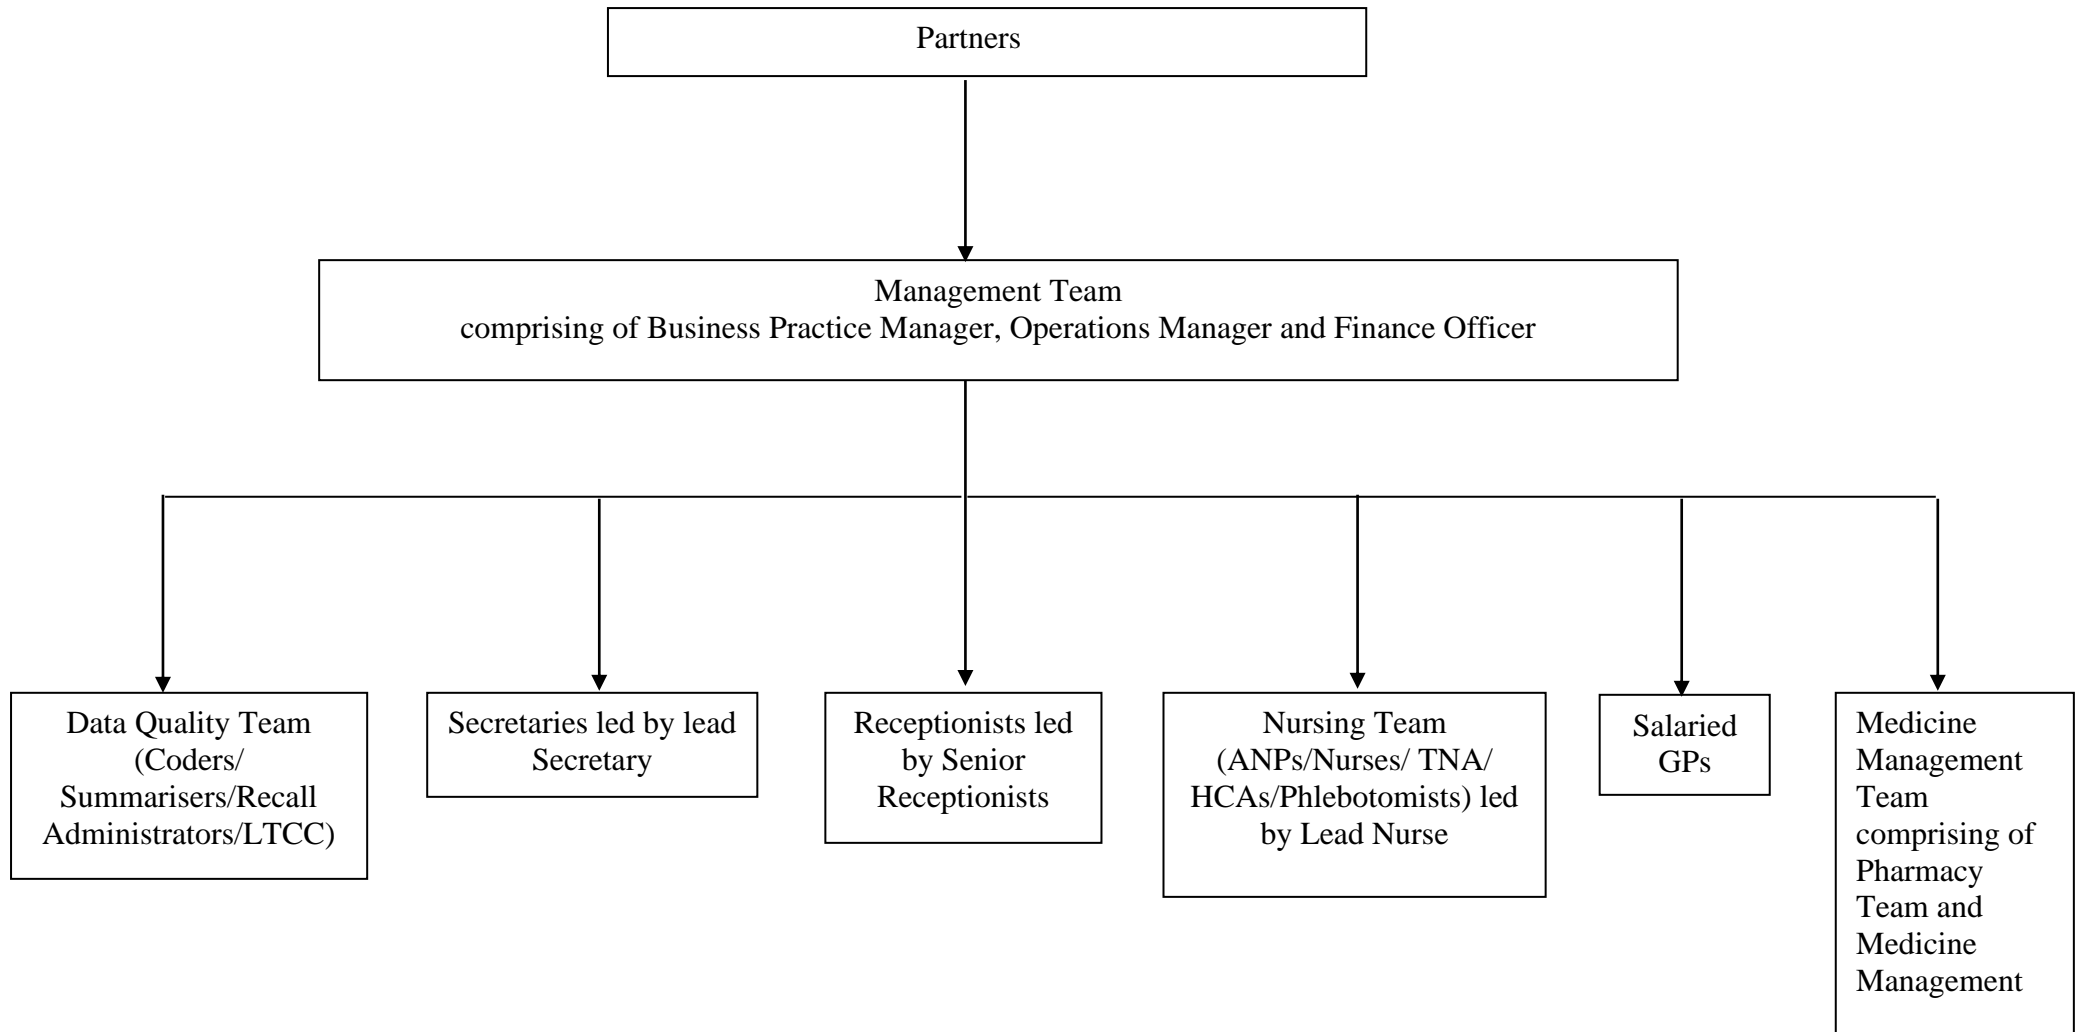 Partners
Management Team
comprising of Business Practice Manager, Operations Manager and Finance Officer
Data Quality Team
(Coders/
Summarisers/Recall
Administrators/LTCC)
Secretaries led by lead
Secretary
Receptionists led
by Senior
Receptionists
Nursing Team
(ANPs/Nurses/ TNA/
HCAs/Phlebotomists) led
by Lead Nurse
Salaried
GPs
Medicine
Management
Team
comprising of
Pharmacy
Team and
Medicine
Management